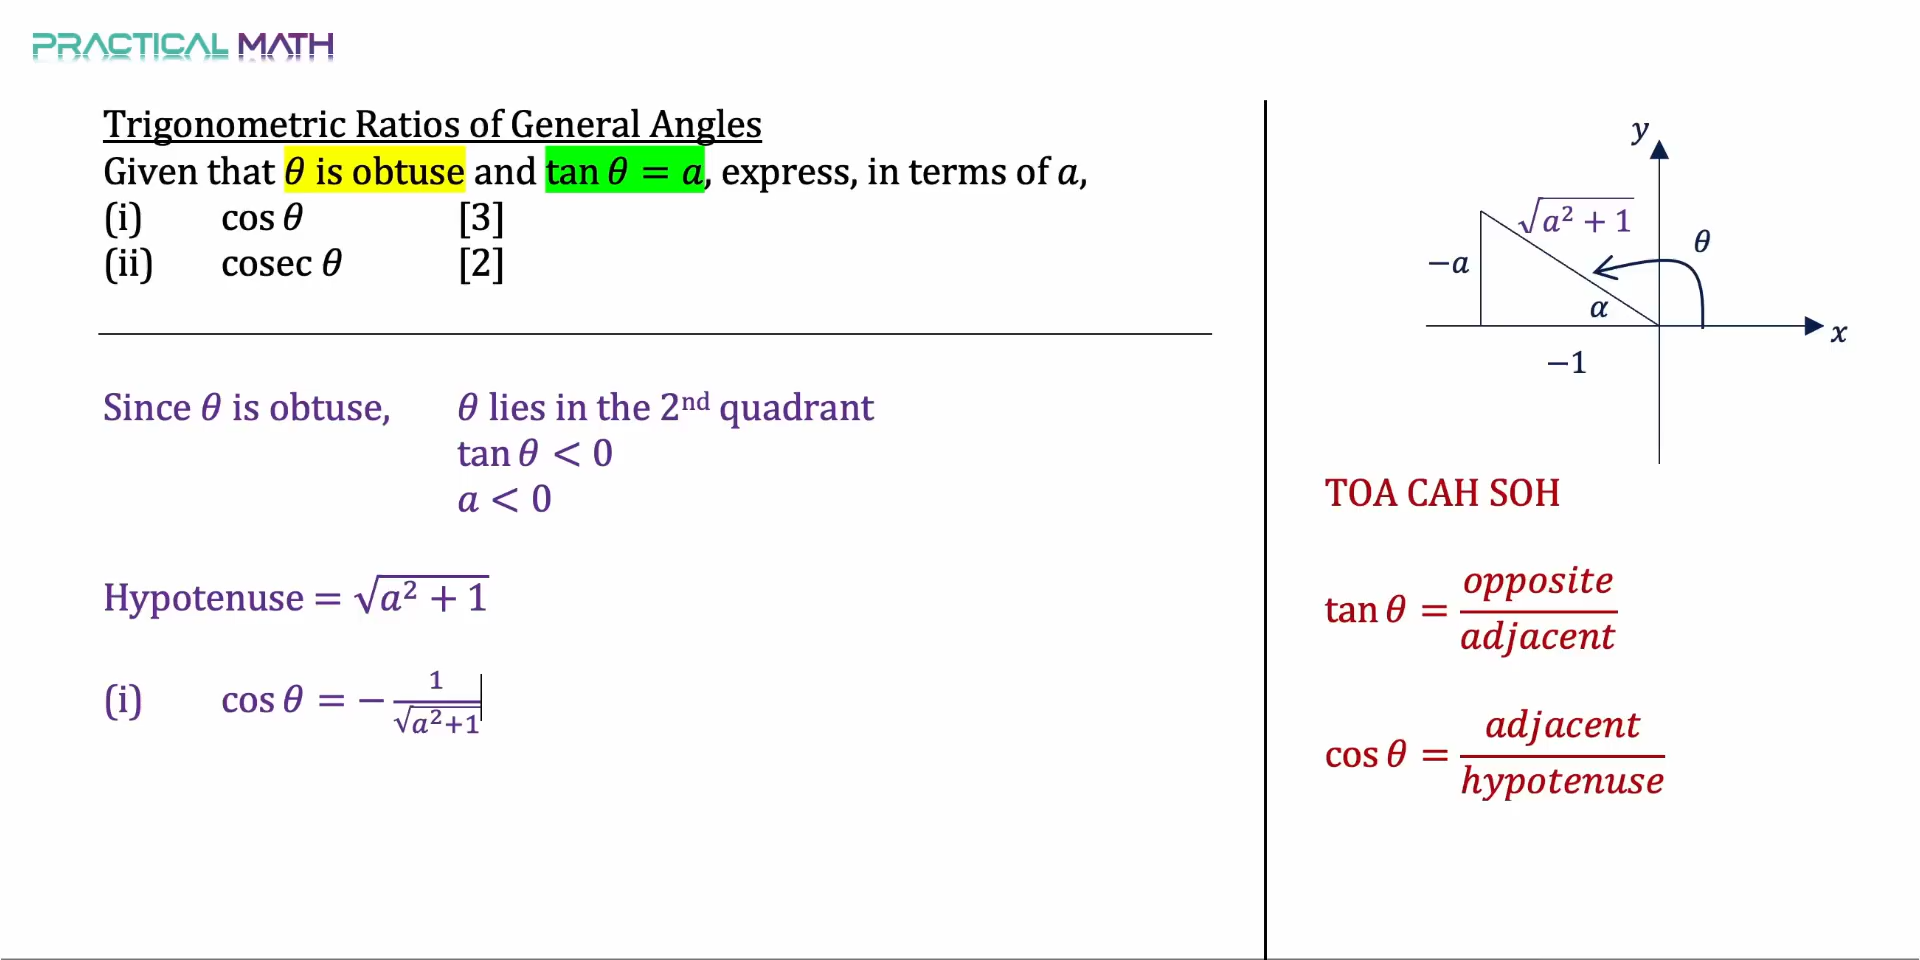 PRACTICAL MATH
Trigonometric Ratios of General Angles
Given that θ is obtuse and tan θ = a, express, in terms of a,
(i) cos θ [3]
(ii) cosec θ [2]
Since θ is obtuse, θ lies in the 2nd quadrant
tan θ < 0
a < 0
Hypotenuse = √(a² + 1)
(i) cos θ = − 1/√(a²+1)
y
√(a² + 1)
θ
−a
α
x
−1
TOA CAH SOH
tan θ = opposite/adjacent
cos θ = adjacent/hypotenuse